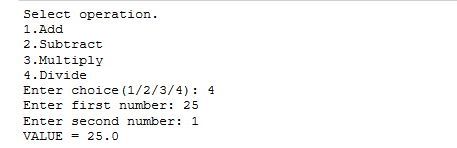 Select operation.
1.Add
2.Subtract
3.Multiply
4.Divide
Enter choice(1/2/3/4): 4
Enter first number: 25
Enter second number: 1
VALUE = 25.0